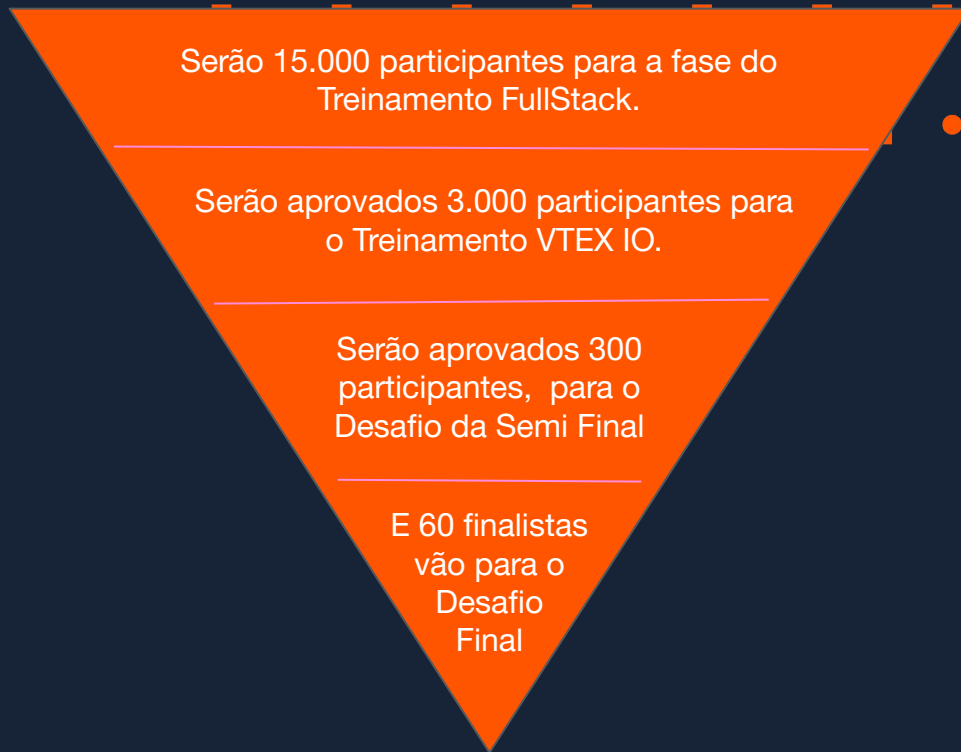 Serão 15.000 participantes para a fase do
Treinamento FullStack.
Serão aprovados 3.000 participantes para
o Treinamento VTEX IO.
Serão aprovados 300
participantes,  para o
Desafio da Semi Final
E 60 finalistas
vão para o
Desafio
Final